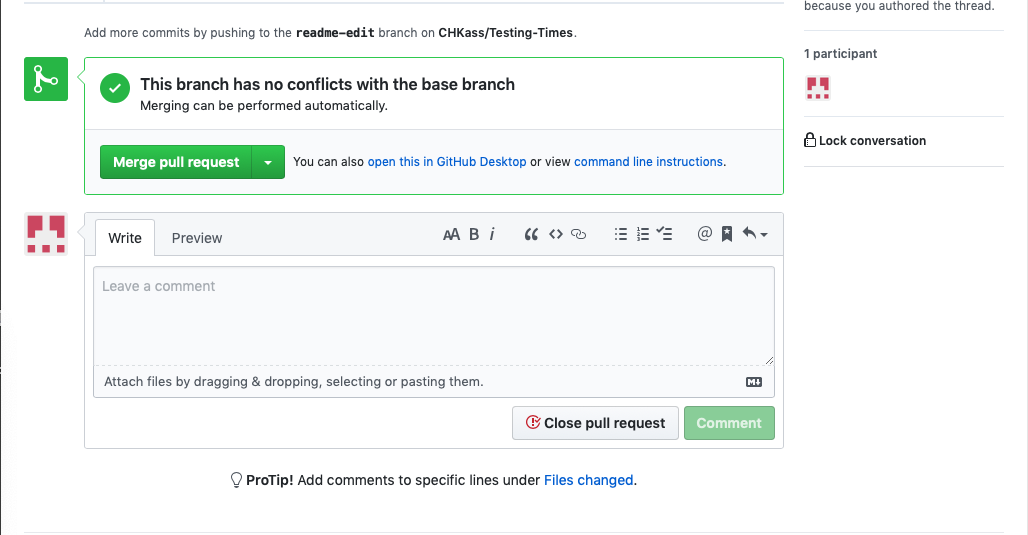 because you authored the thread.
Add more commits by pushing to the readme-edit branch on CHKass/Testing-Times.
1 participant
This branch has no conflicts with the base branch
Merging can be performed automatically.
Lock conversation
Merge pull request
You can also open this in GitHub Desktop or view command line instructions.
Write
Preview
AA B i
@
Leave a comment
Attach files by dragging & dropping, selecting or pasting them.
M
Close pull request
Comment
ProTip! Add comments to specific lines under Files changed.